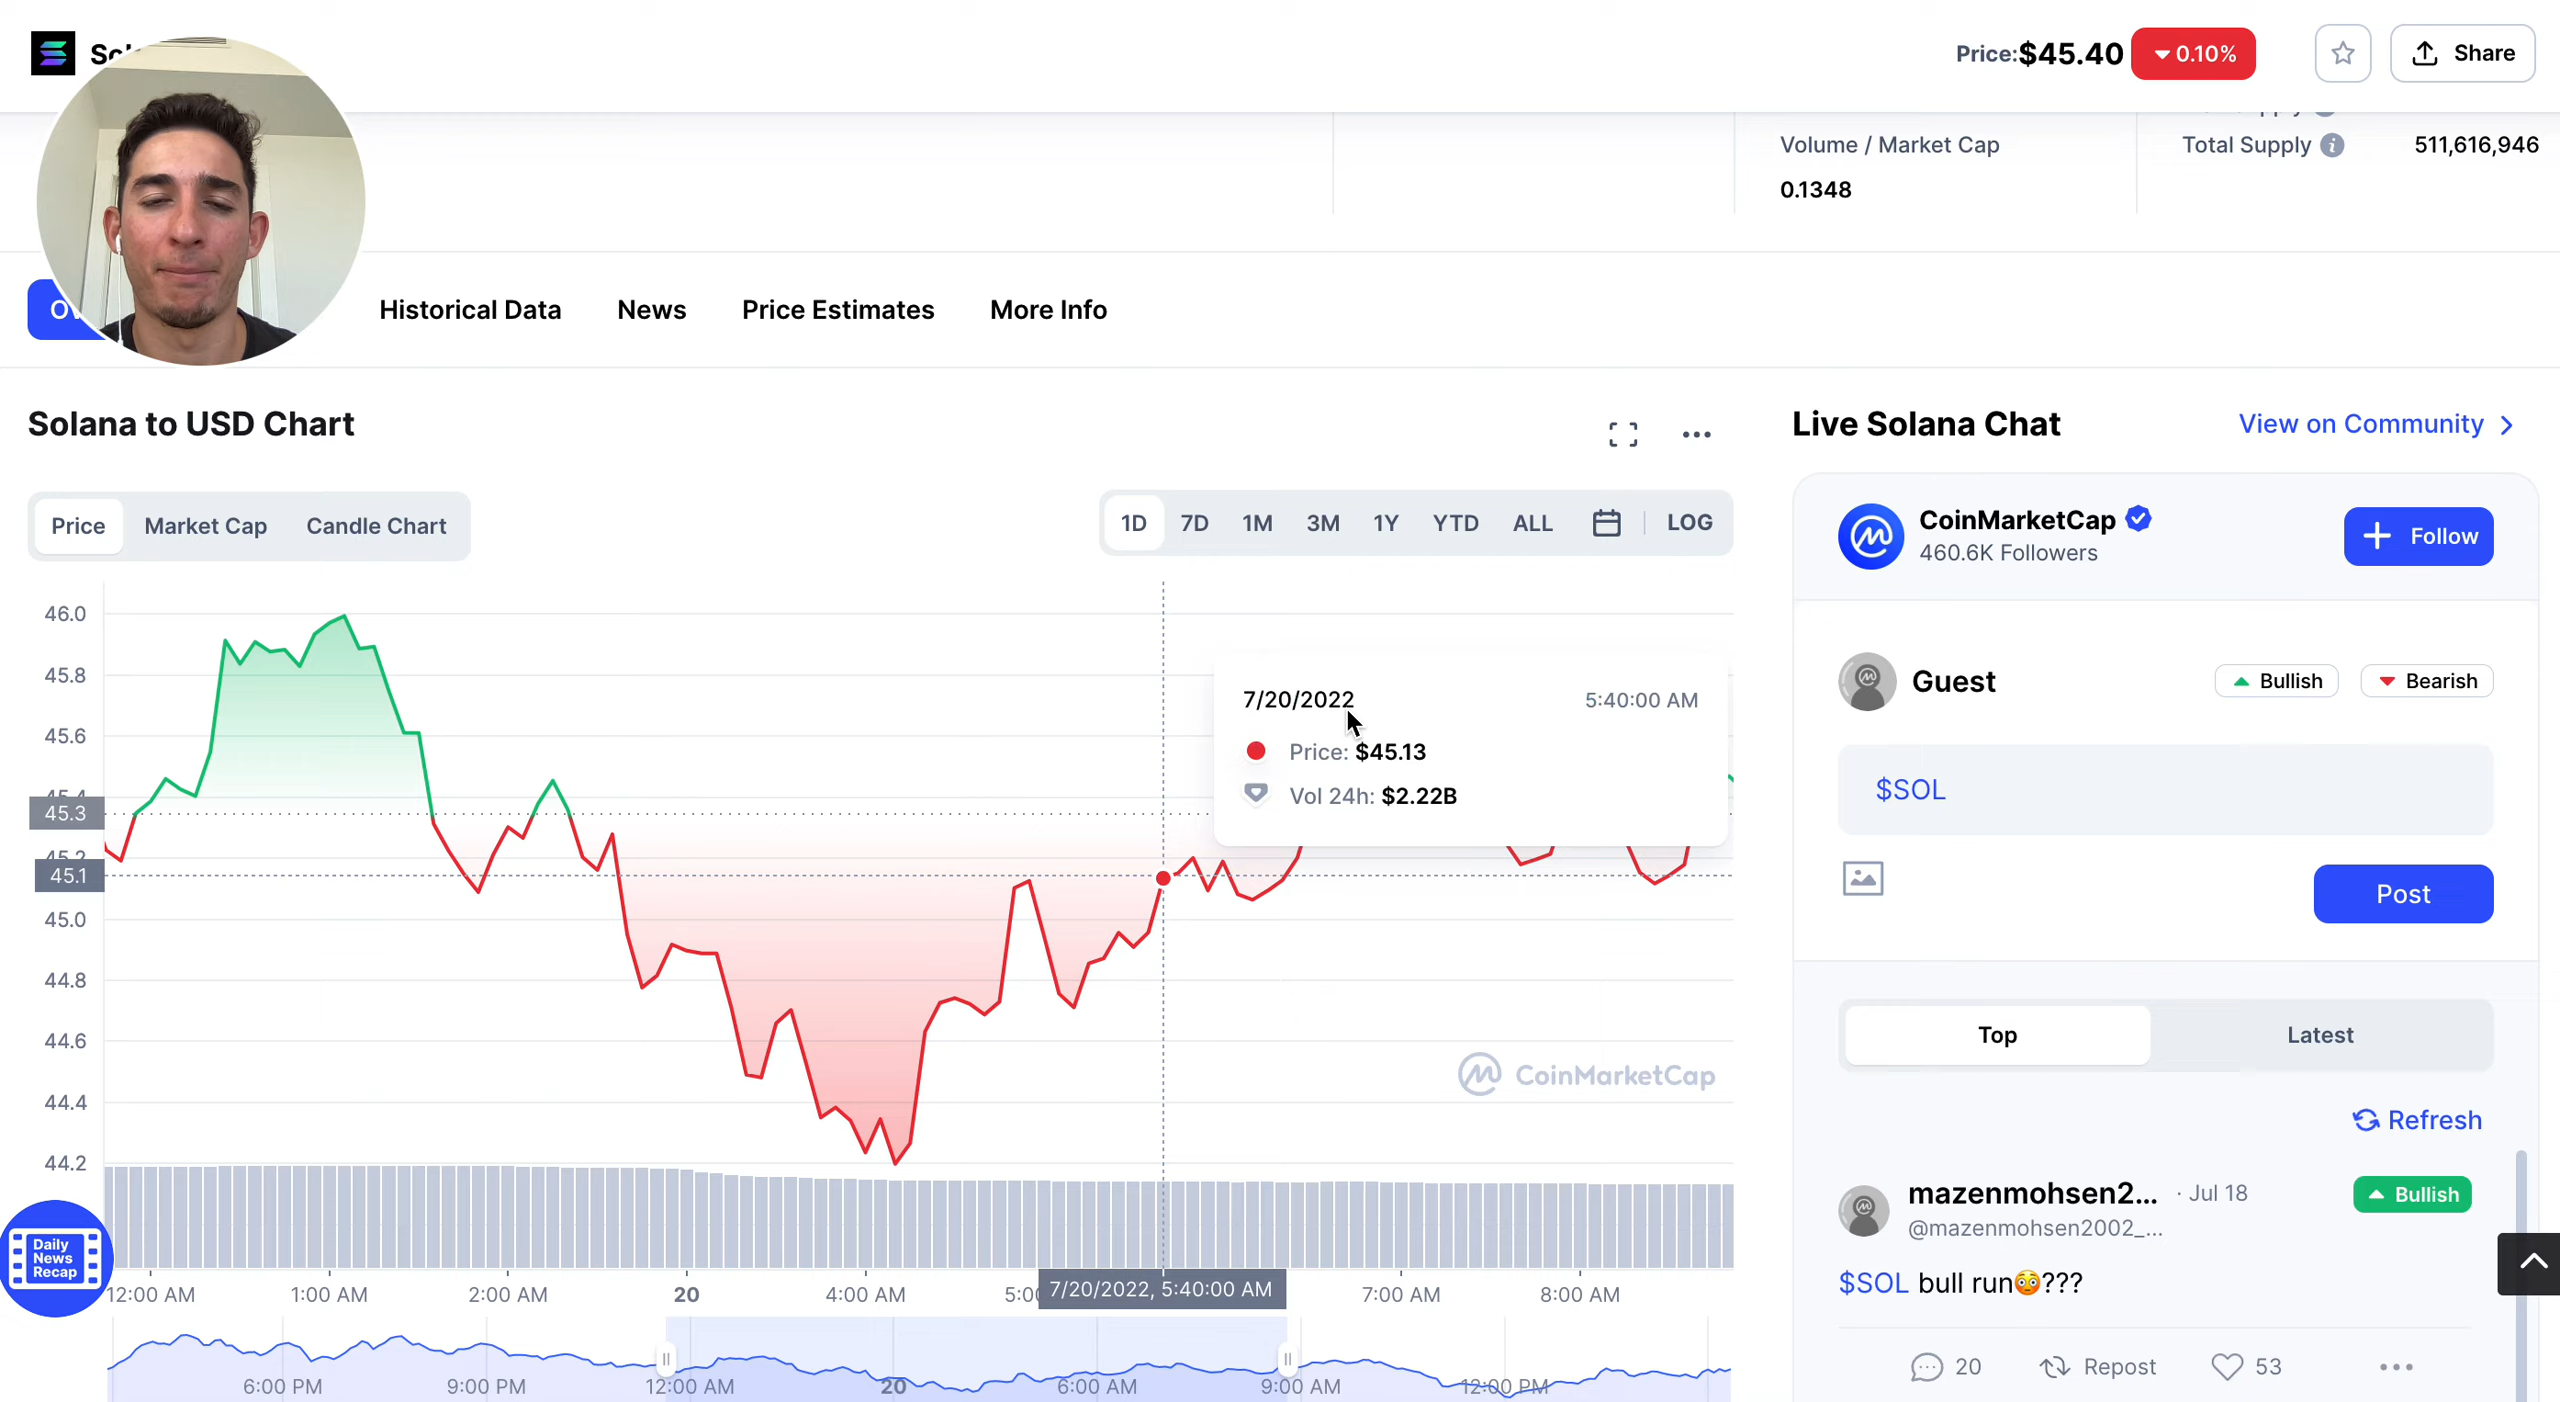 Price: $45.40 0.10% Share
Volume / Market Cap
0.1348
Total Supply 511,616,946
Historical Data News Price Estimates More Info
Solana to USD Chart
Price Market Cap Candle Chart
1D 7D 1M 3M 1Y YTD ALL LOG
46.0
45.8
45.6
45.4
45.3
45.2
45.1
45.0
44.8
44.6
44.4
44.2
7/20/2022 5:40:00 AM
Price: $45.13
Vol 24h: $2.22B
CoinMarketCap
Daily
News
Recap
12:00 AM 1:00 AM 2:00 AM 20 4:00 AM 7/20/2022, 5:40:00 AM 7:00 AM 8:00 AM
6:00 PM 9:00 PM 12:00 AM 20 6:00 AM 9:00 AM 12:00 PM
Live Solana Chat View on Community
CoinMarketCap
460.6K Followers
Follow
Guest Bullish Bearish
$SOL
Post
Top Latest
Refresh
mazenmohsen2... · Jul 18 Bullish
@mazenmohsen2002_...
$SOL bull run😳???
20 Repost 53